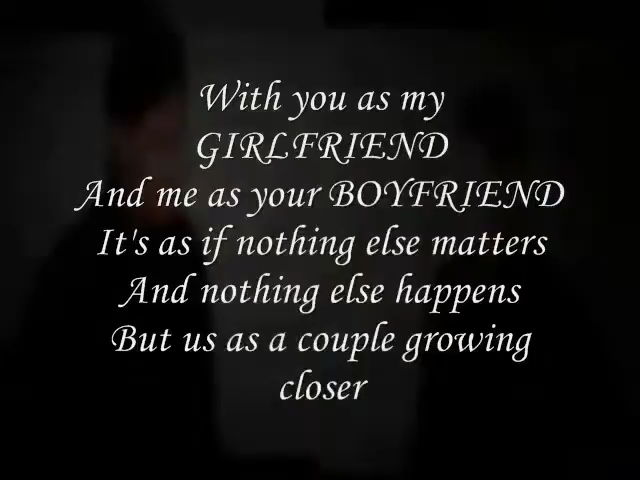 With you as my
GIRLFRIEND
And me as your BOYFRIEND
It's as if nothing else matters
And nothing else happens
But us as a couple growing
closer